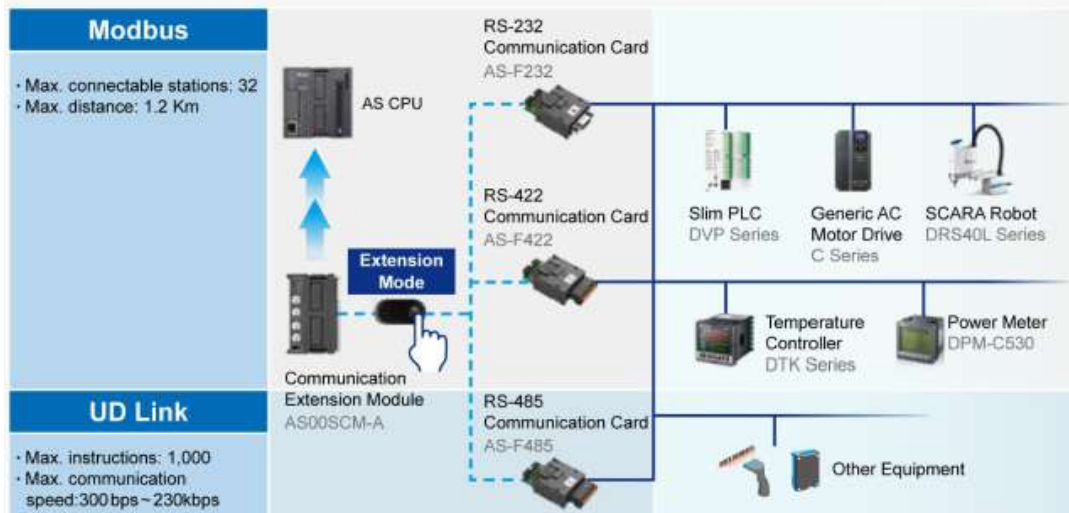 Modbus
· Max. connectable stations: 32
· Max. distance: 1.2 Km
AS CPU
RS-232
Communication Card
AS-F232
Slim PLC
DVP Series
Generic AC
Motor Drive
C Series
SCARA Robot
DRS40L Series
RS-422
Communication Card
AS-F422
Extension
Mode
Temperature
Controller
DTK Series
Power Meter
DPM-C530
Communication
Extension Module
AS00SCM-A
UD Link
· Max. instructions: 1,000
· Max. communication
speed:300bps~230kbps
RS-485
Communication Card
AS-F485
Other Equipment